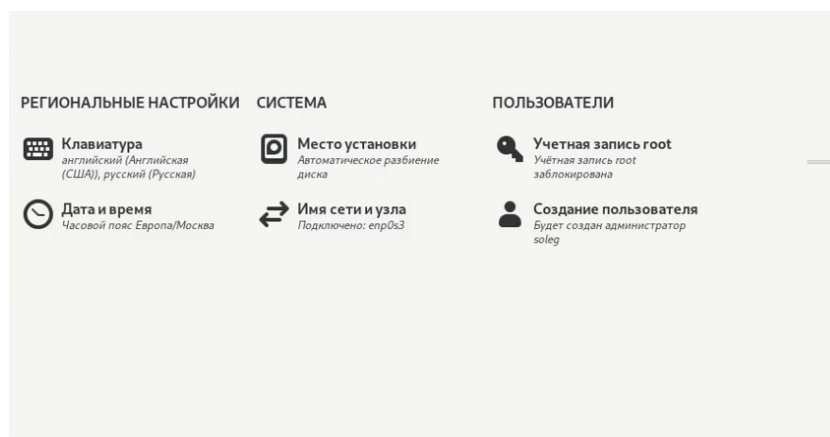 РЕГИОНАЛЬНЫЕ НАСТРОЙКИ
Клавиатура
английский (Английская
(США)), русский (Русская)
Дата и время
Часовой пояс Европа/Москва
СИСТЕМА
Место установки
Автоматическое разбиение
диска
Имя сети и узла
Подключено: enp0s3
ПОЛЬЗОВАТЕЛИ
Учетная запись root
Учётная запись root
заблокирована
Создание пользователя
Будет создан администратор
soleg